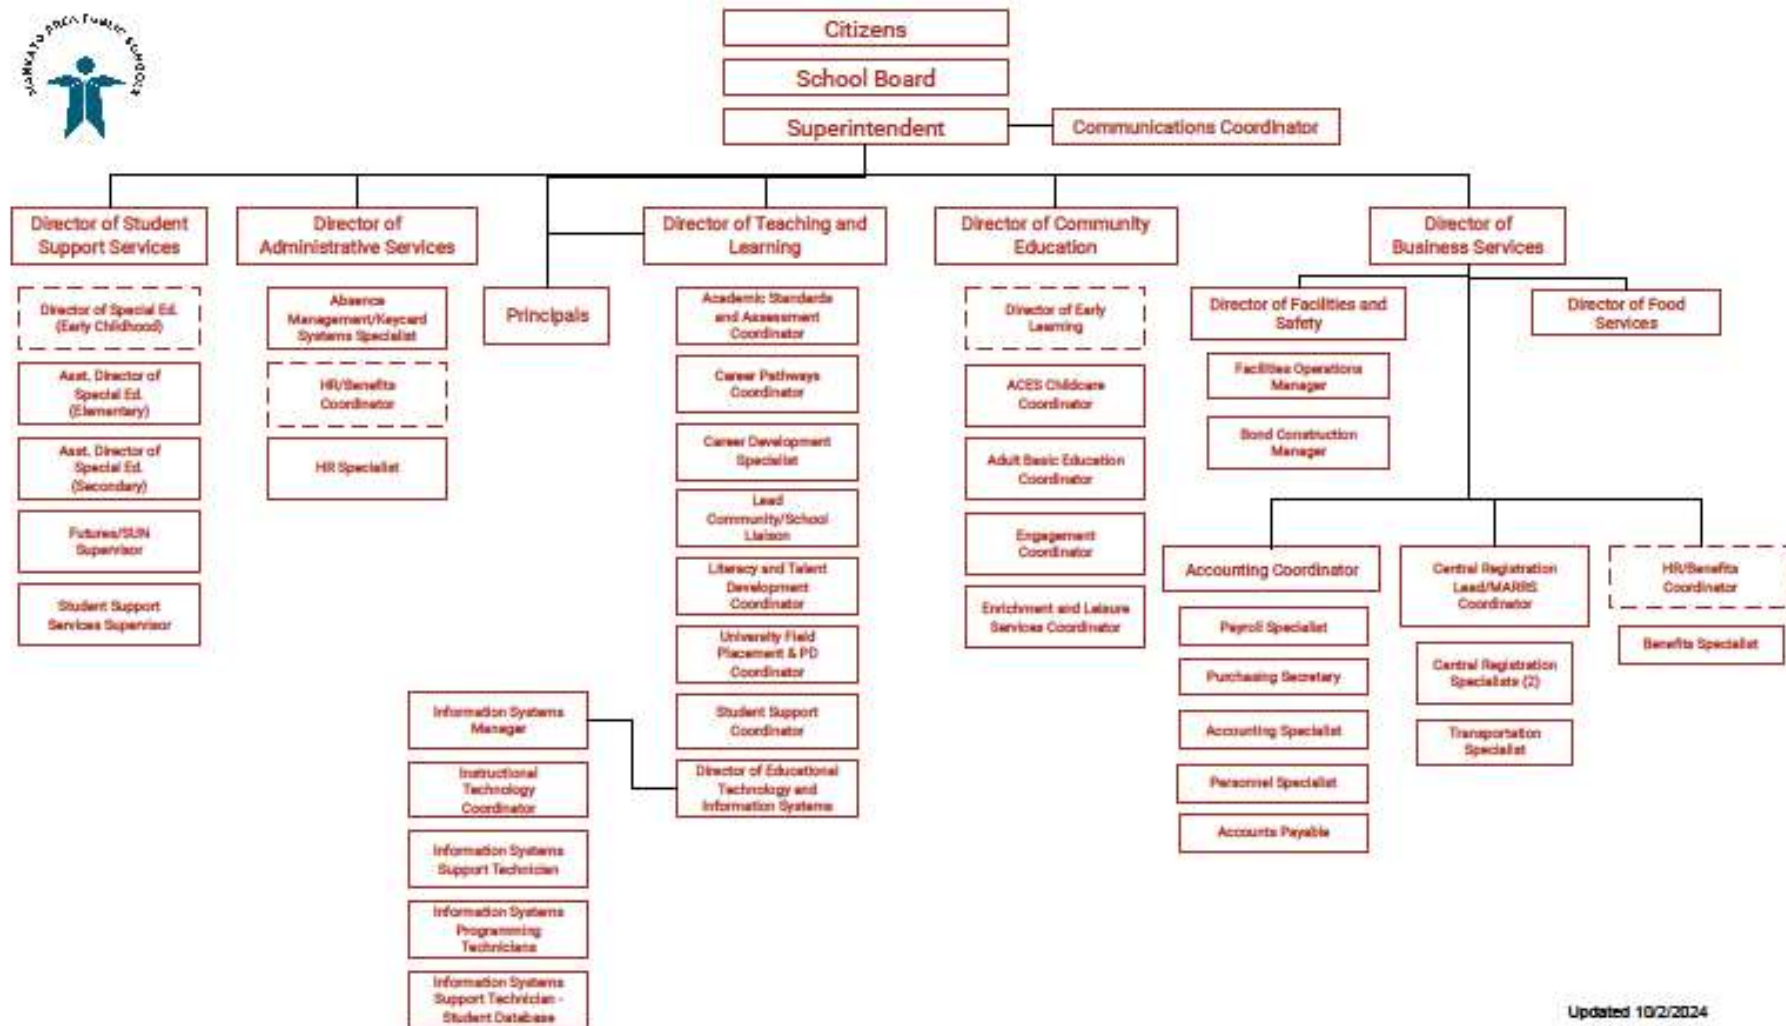 MANKATO AREA PUBLIC SCHOOLS
Citizens
School Board
Superintendent
Communications Coordinator
Director of Student
Support Services
Director of
Administrative Services
Director of Teaching and
Learning
Director of Community
Education
Director of
Business Services
Director of Special Ed.
(Early Childhood)
Asst. Director of
Special Ed.
(Elementary)
Asst. Director of
Special Ed.
(Secondary)
Futures/SUN
Supervisor
Student Support
Services Supervisor
Absence
Management/Keycard
Systems Specialist
HR/Benefits
Coordinator
HR Specialist
Principals
Academic Standards
and Assessment
Coordinator
Career Pathways
Coordinator
Career Development
Specialist
Lead
Community/School
Liaison
Literacy and Talent
Development
Coordinator
University Field
Placement & PD
Coordinator
Student Support
Coordinator
Director of Educational
Technology and
Information Systems
Information Systems
Manager
Instructional
Technology
Coordinator
Information Systems
Support Technician
Information Systems
Programming
Technicians
Information Systems
Support Technician -
Student Database
Director of Early
Learning
ACES Childcare
Coordinator
Adult Basic Education
Coordinator
Engagement
Coordinator
Enrichment and Leisure
Services Coordinator
Director of Facilities and
Safety
Facilities Operations
Manager
Bond Construction
Manager
Director of Food
Services
Accounting Coordinator
Payroll Specialist
Purchasing Secretary
Accounting Specialist
Personnel Specialist
Accounts Payable
Central Registration
Lead/MARRS
Coordinator
Central Registration
Specialists (2)
Transportation
Specialist
HR/Benefits
Coordinator
Benefits Specialist
Updated 10/2/2024